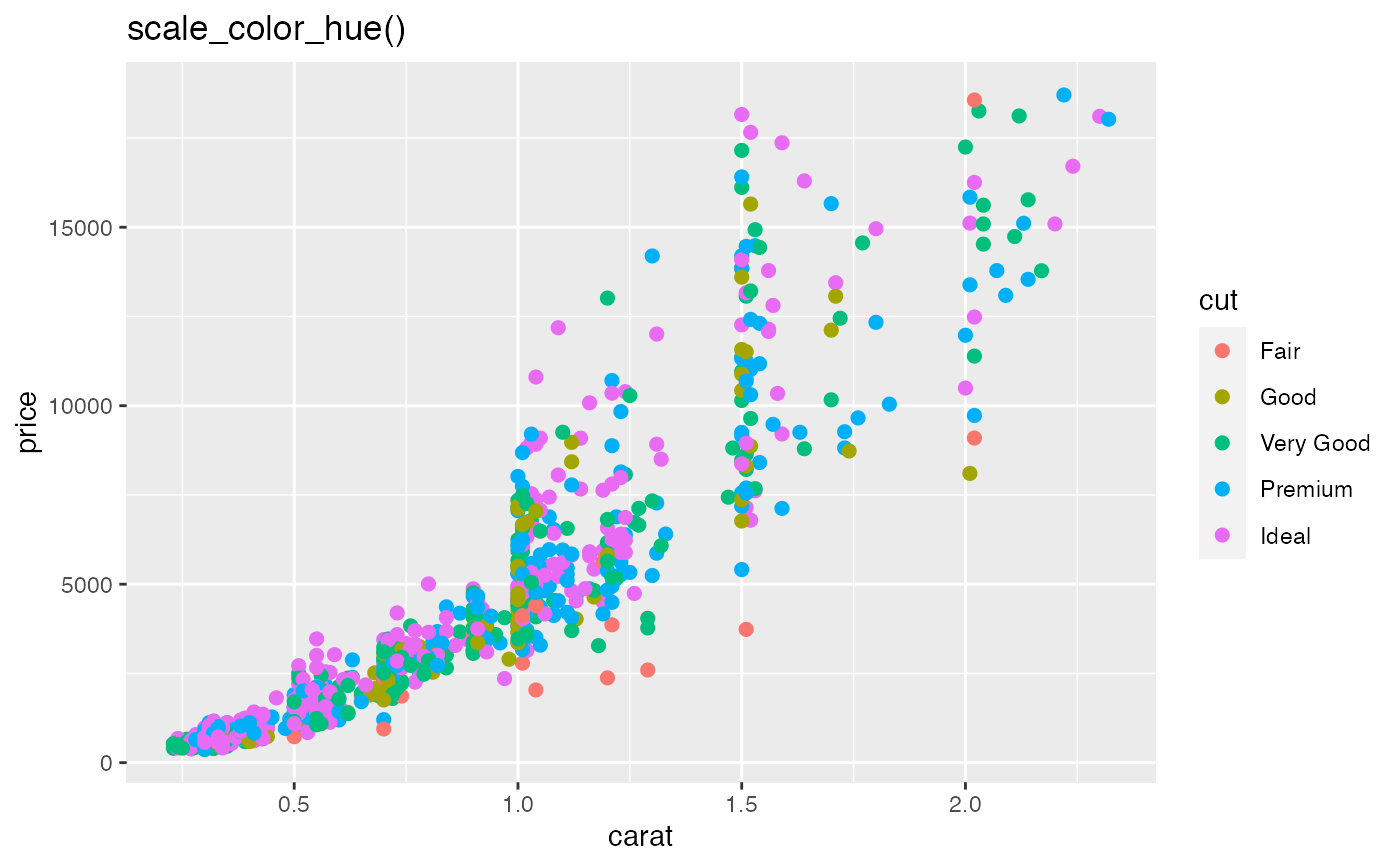 scale_color_hue()
price
15000
10000
5000
0
0.5 1.0 1.5 2.0
carat
cut
Fair
Good
Very Good
Premium
Ideal